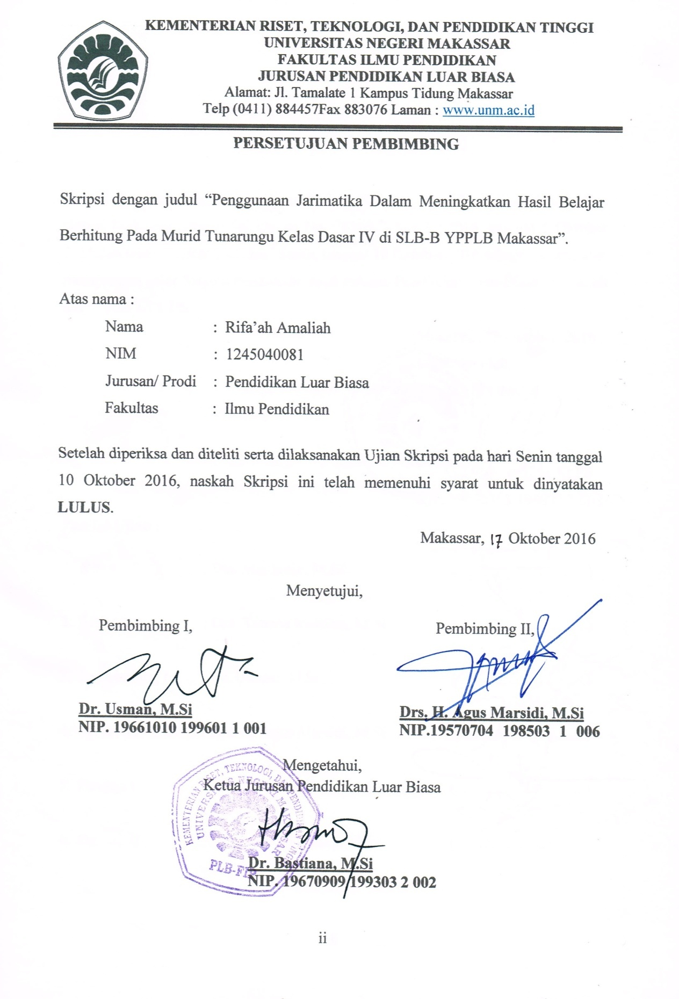 KEMENTERIAN RISET, TEKNOLOGI, DAN PENDIDIKAN TINGGI
UNIVERSITAS NEGERI MAKASSAR
FAKULTAS ILMU PENDIDIKAN
JURUSAN PENDIDIKAN LUAR BIASA
Alamat: Jl. Tamalate 1 Kampus Tidung Makassar
Telp (0411) 884457Fax 883076 Laman : www.unm.ac.id
PERSETUJUAN PEMBIMBING
Skripsi dengan judul “Penggunaan Jarimatika Dalam Meningkatkan Hasil Belajar
Berhitung Pada Murid Tunarungu Kelas Dasar IV di SLB-B YPPLB Makassar”.
Atas nama :
Nama : Rifa’ah Amaliah
NIM : 1245040081
Jurusan/ Prodi : Pendidikan Luar Biasa
Fakultas : Ilmu Pendidikan
Setelah diperiksa dan diteliti serta dilaksanakan Ujian Skripsi pada hari Senin tanggal
10 Oktober 2016, naskah Skripsi ini telah memenuhi syarat untuk dinyatakan
LULUS.
Makassar, 17 Oktober 2016
Menyetujui,
Pembimbing I,
Pembimbing II,
Dr. Usman, M.Si
NIP. 19661010 199601 1 001
Drs. H. Agus Marsidi, M.Si
NIP.19570704 198503 1 006
Mengetahui,
Ketua Jurusan Pendidikan Luar Biasa
KEMENTERIAN RISET, TEKNOLOGI, DAN PENDIDIKAN TINGGI
UNIVERSITAS NEGERI MAKASSAR
PLB-FIP
Dr. Bastiana, M.Si
NIP. 19670909 199303 2 002
ii